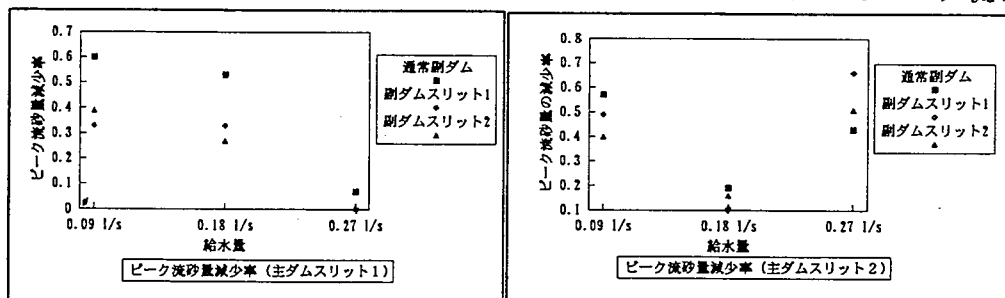 0.7
0.6
0.5
0.4
0.3
0.2
0.1
0
ピーク流砂量減少率
0.09 l/s
0.18 l/s
0.27 l/s
給水量
通常副ダム
副ダムスリット1
副ダムスリット2
ピーク流砂量減少率(主ダムスリット1)
0.8
0.7
0.6
0.5
0.4
0.3
0.2
0.1
ピーク流砂量の減少率
0.09 l/s
0.18 l/s
0.27 l/s
給水量
通常副ダム
副ダムスリット1
副ダムスリット2
ピーク流砂量減少率(主ダムスリット2)